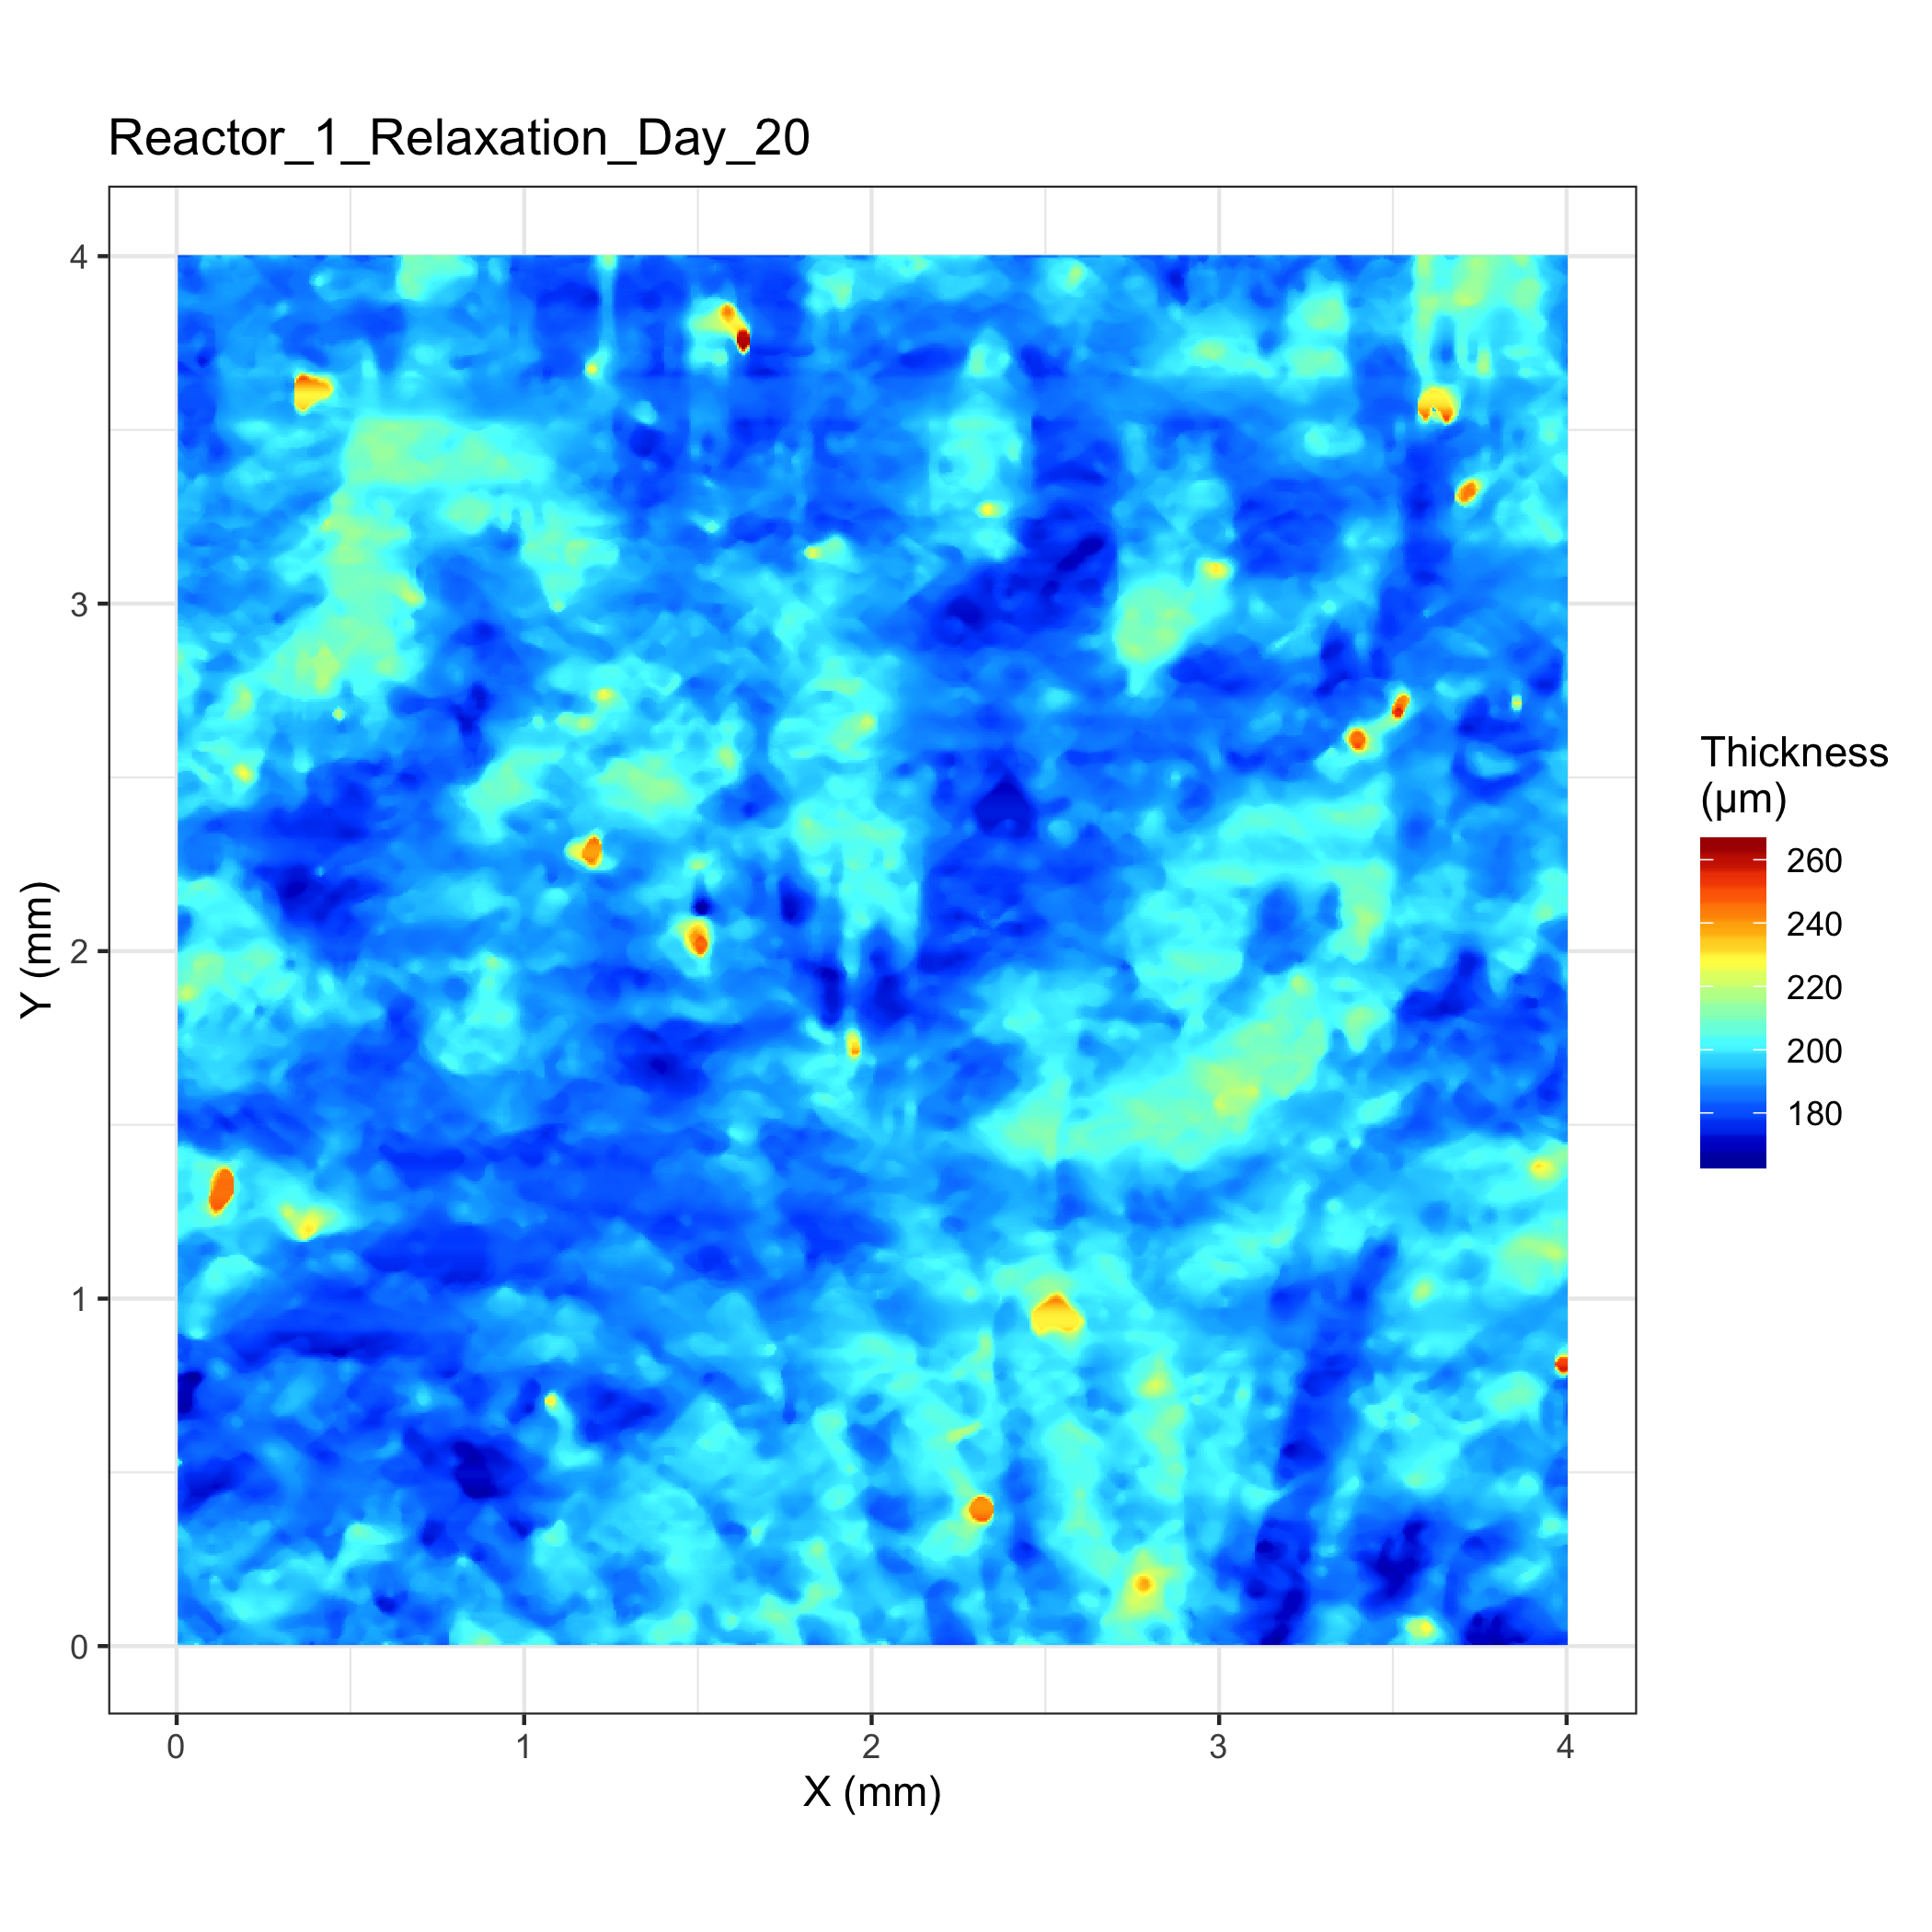 Reactor_1_Relaxation_Day_20
4
3
2
1
0
Y (mm)
0 1 2 3 4
X (mm)
Thickness
(μm)
260
240
220
200
180